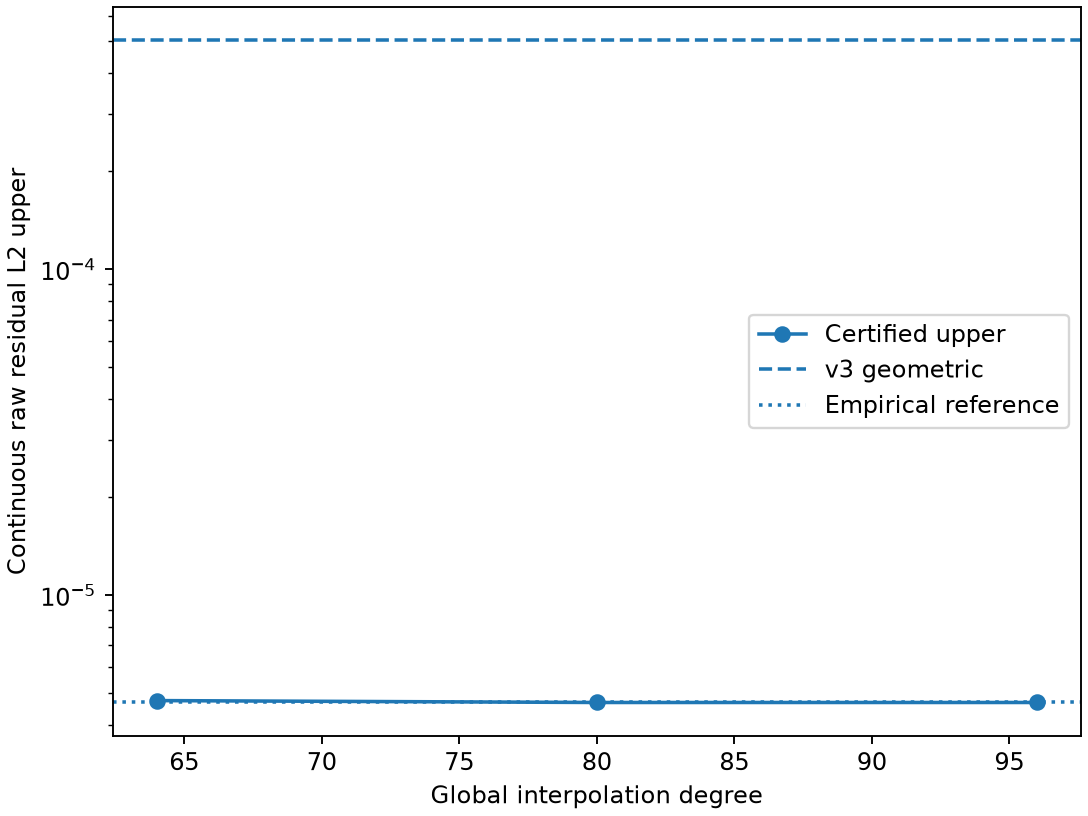 Continuous raw residual L2 upper
10⁻⁴
10⁻⁵
Certified upper
v3 geometric
Empirical reference
65 70 75 80 85 90 95
Global interpolation degree